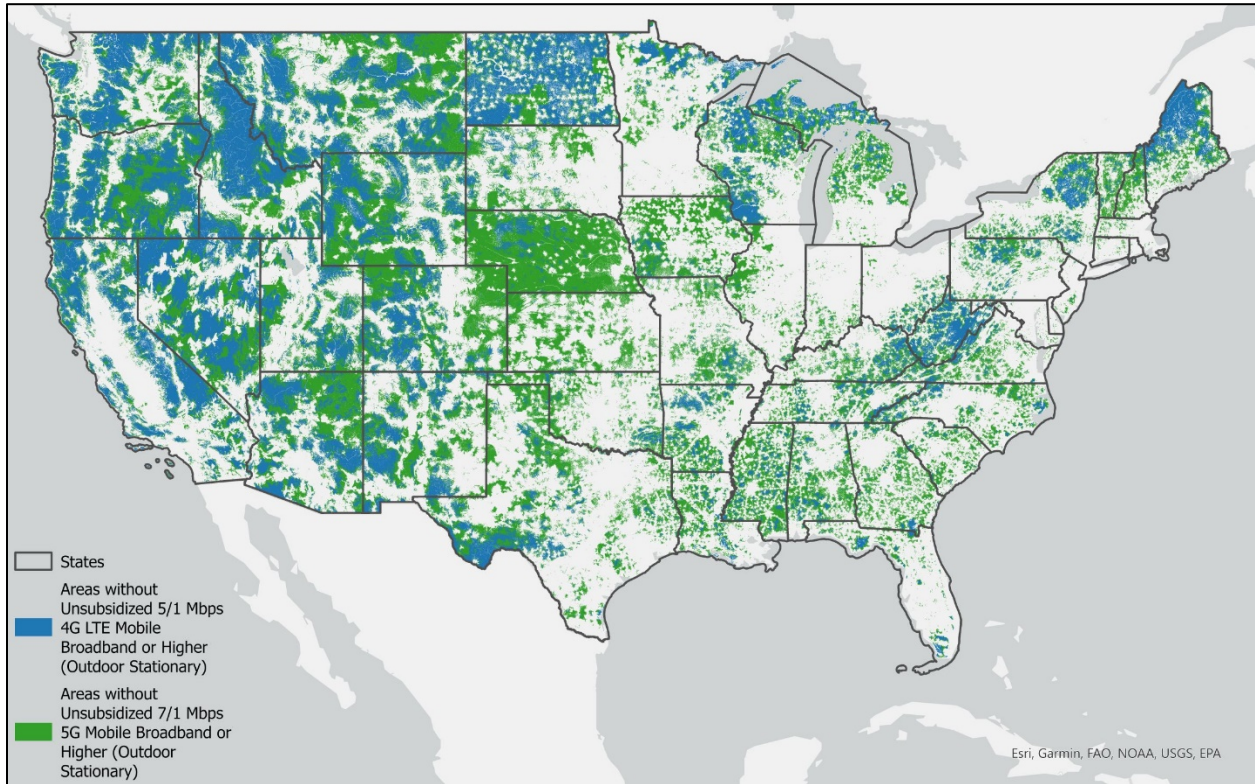 States
Areas without
Unsubsidized 5/1 Mbps
4G LTE Mobile
Broadband or Higher
(Outdoor Stationary)
Areas without
Unsubsidized 7/1 Mbps
5G Mobile Broadband or
Higher (Outdoor
Stationary)
Esri, Garmin, FAO, NOAA, USGS, EPA